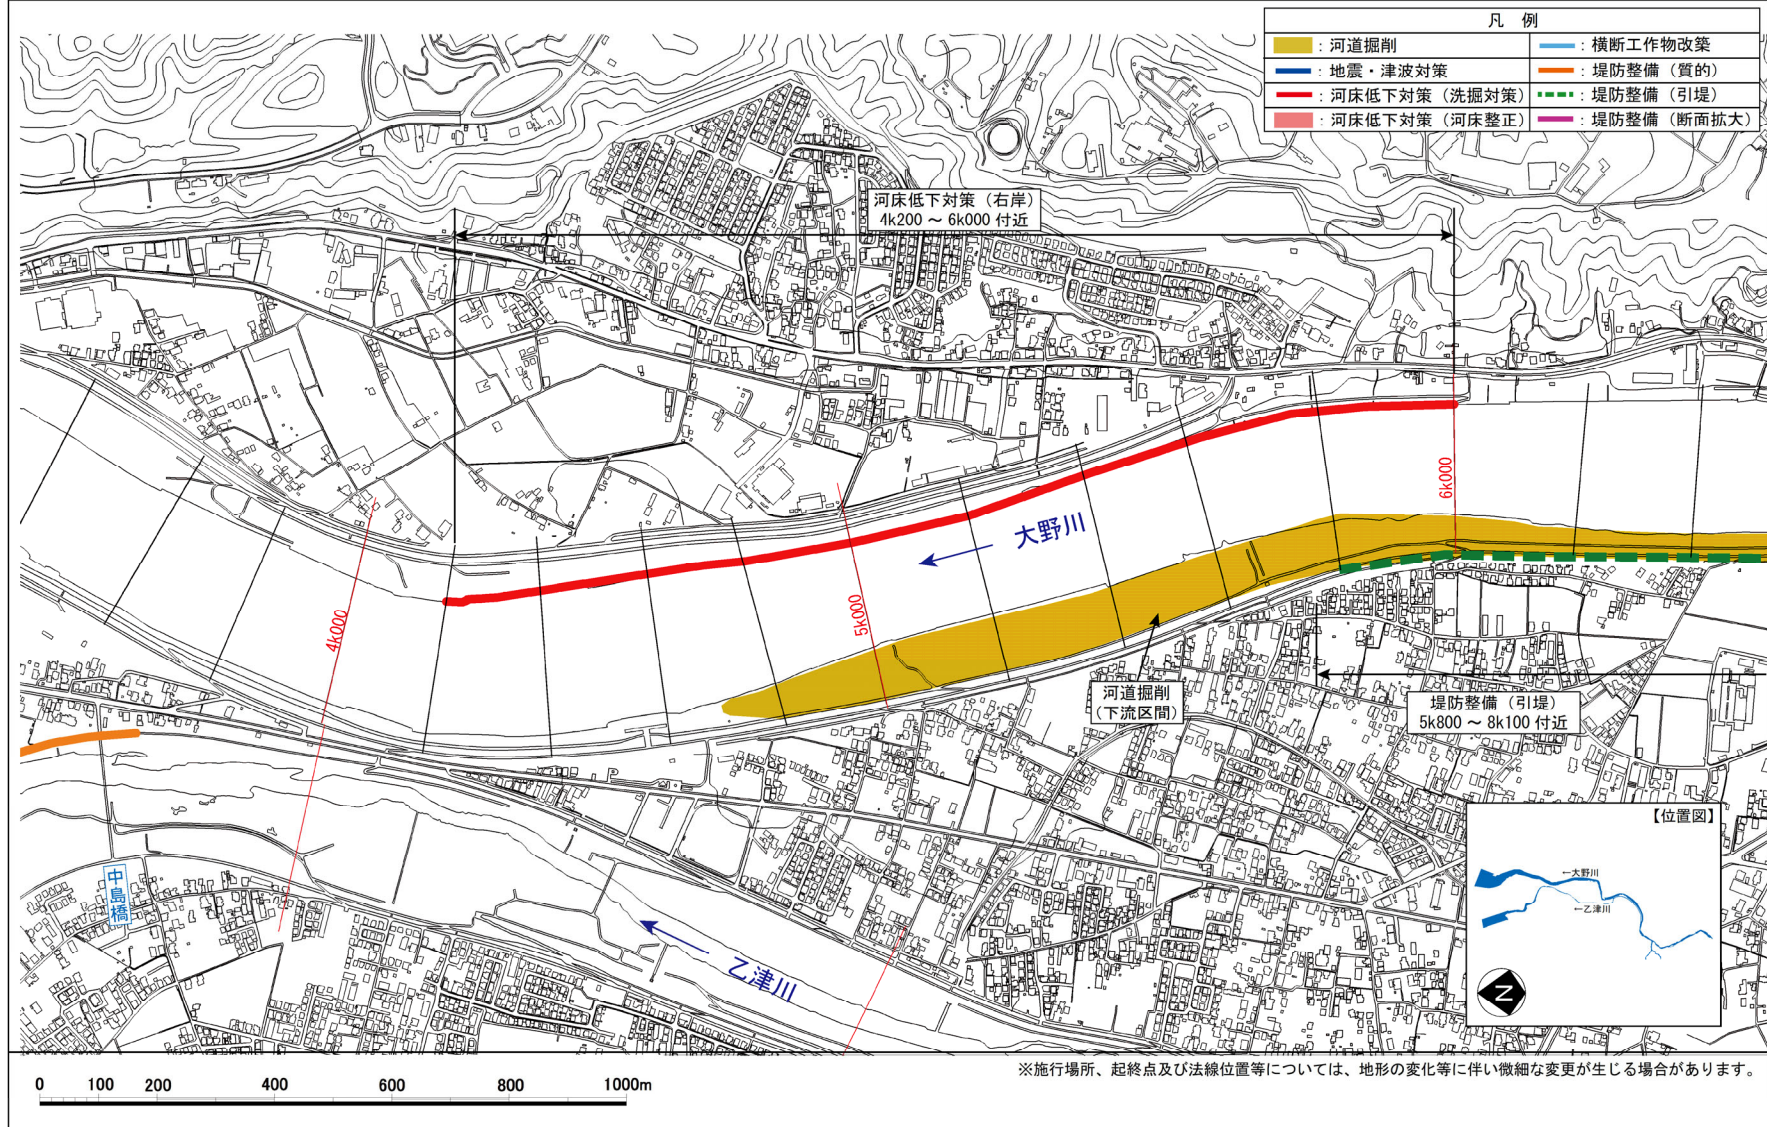 凡 例
：河道掘削
：横断工作物改築
：地震・津波対策
：堤防整備（質的）
：河床低下対策（洗掘対策）
：堤防整備（引堤）
：河床低下対策（河床整正）
：堤防整備（断面拡大）
河床低下対策（右岸）
4k200 ～ 6k000 付近
6k000
大野川
5k000
4k000
河道掘削
（下流区間）
堤防整備（引堤）
5k800 ～ 8k100 付近
中島橋
乙津川
【位置図】
←大野川
←乙津川
N
※施行場所、起終点及び法線位置等については、地形の変化等に伴い微細な変更が生じる場合があります。
0 100 200 400 600 800 1000m